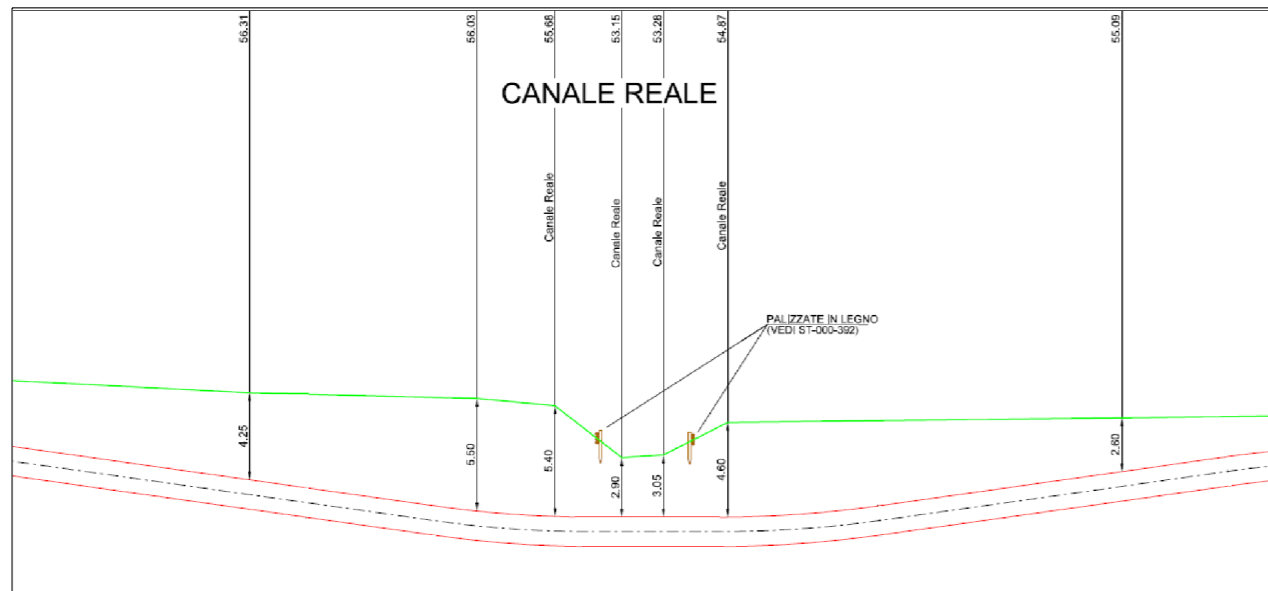 56.31
56.03
55.68
53.15
53.28
54.87
55.09
CANALE REALE
Canale Reale
Canale Reale
Canale Reale
Canale Reale
PALIZZATE IN LEGNO
(VEDI ST-000-392)
4.25
5.50
5.40
2.90
3.05
4.60
2.60